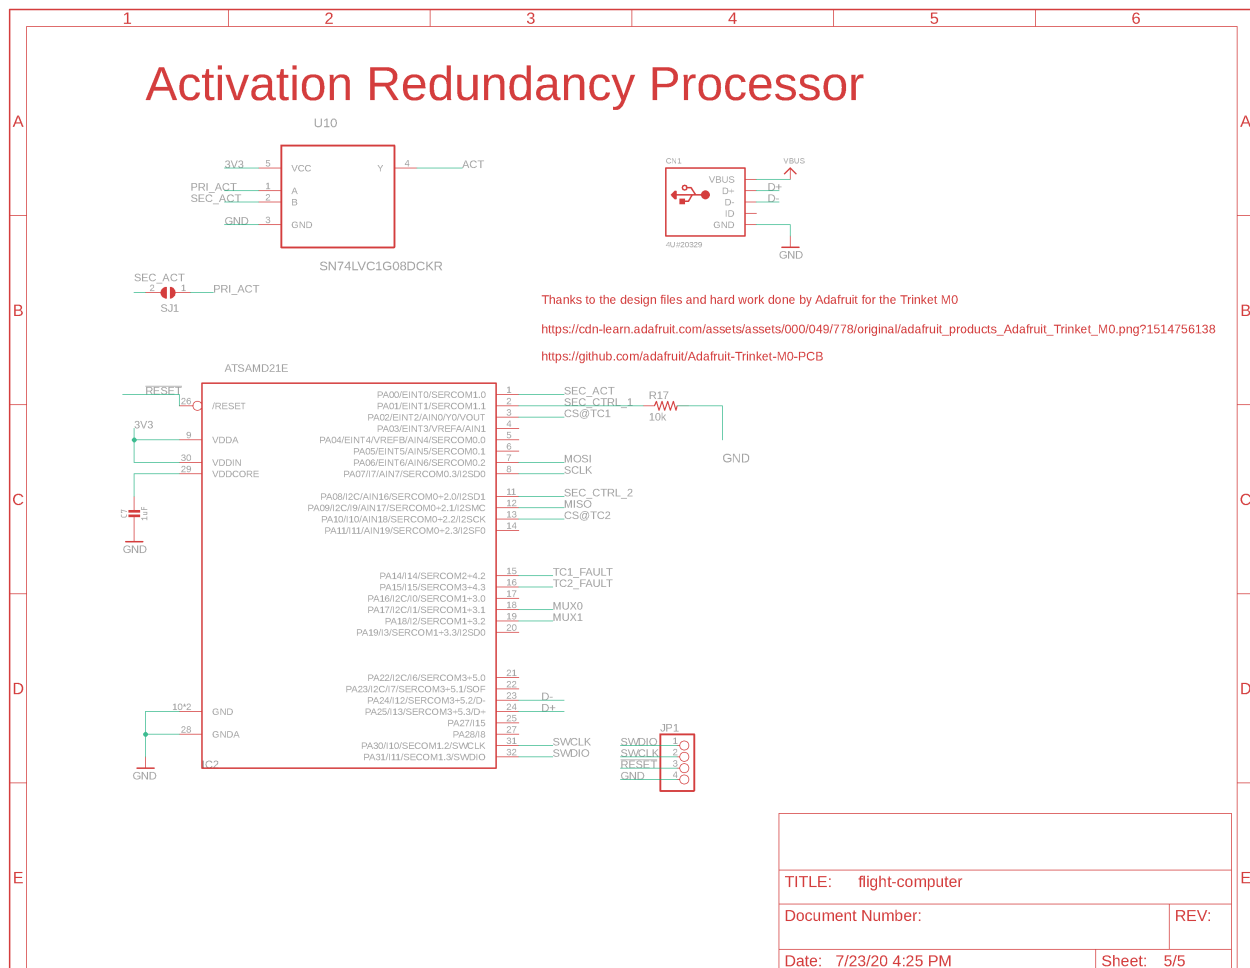 1 2 3 4 5 6
Activation Redundancy Processor
A A
U10
3V3 5 VCC Y 4 ACT
PRI_ACT 1 A
SEC_ACT 2 B
GND 3 GND
SN74LVC1G08DCKR
CN1 VBUS
VBUS
D+ D+
D- D-
ID
GND
4U#20329
GND
SEC_ACT
2 1 PRI_ACT
SJ1
B B
Thanks to the design files and hard work done by Adafruit for the Trinket M0
https://cdn-learn.adafruit.com/assets/assets/000/049/778/original/adafruit_products_Adafruit_Trinket_M0.png?1514756138
https://github.com/adafruit/Adafruit-Trinket-M0-PCB
ATSAMD21E
RESET 26 /RESET
3V3
9 VDDA
30 VDDIN
29 VDDCORE
C7 1uF
GND
10*2 GND
28 GNDA
GND
IC2
PA00/EINT0/SERCOM1.0 1 SEC_ACT
PA01/EINT1/SERCOM1.1 2 SEC_CTRL_1
PA02/EINT2/AIN0/Y0/VOUT 3 CS@TC1
PA03/EINT3/VREFA/AIN1 4
PA04/EINT4/VREFB/AIN4/SERCOM0.0 5
PA05/EINT5/AIN5/SERCOM0.1 6
PA06/EINT6/AIN6/SERCOM0.2 7 MOSI
PA07/I7/AIN7/SERCOM0.3/I2SD0 8 SCLK
R17
10k
GND
PA08/I2C/AIN16/SERCOM0+2.0/I2SD1 11 SEC_CTRL_2
PA09/I2C/I9/AIN17/SERCOM0+2.1/I2SMC 12 MISO
PA10/I10/AIN18/SERCOM0+2.2/I2SCK 13 CS@TC2
PA11/I11/AIN19/SERCOM0+2.3/I2SF0 14
C C
PA14/I14/SERCOM2+4.2 15 TC1_FAULT
PA15/I15/SERCOM3+4.3 16 TC2_FAULT
PA16/I2C/I0/SERCOM1+3.0 17
PA17/I2C/I1/SERCOM1+3.1 18 MUX0
PA18/I2/SERCOM1+3.2 19 MUX1
PA19/I3/SERCOM1+3.3/I2SD0 20
PA22/I2C/I6/SERCOM3+5.0 21
PA23/I2C/I7/SERCOM3+5.1/SOF 22
PA24/I12/SERCOM3+5.2/D- 23 D-
PA25/I13/SERCOM3+5.3/D+ 24 D+
PA27/I15 25
PA28/I8 27
PA30/I10/SECOM1.2/SWCLK 31 SWCLK
PA31/I11/SECOM1.3/SWDIO 32 SWDIO
D D
JP1
SWDIO 1
SWCLK 2
RESET 3
GND 4
E E
TITLE: flight-computer
Document Number: REV:
Date: 7/23/20 4:25 PM Sheet: 5/5